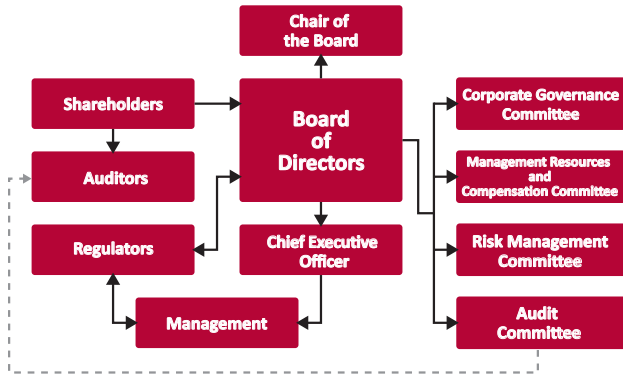 Chair of
the Board
Shareholders
Board
of
Directors
Corporate Governance
Committee
Auditors
Management Resources
and
Compensation Committee
Regulators
Chief Executive
Officer
Risk Management
Committee
Management
Audit
Committee